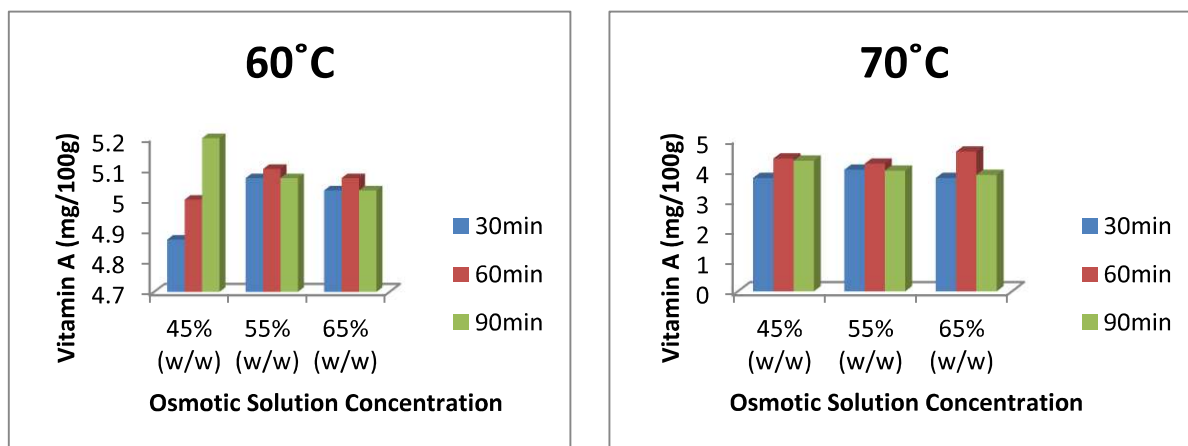 60˚C
Vitamin A (mg/100g)
5.2
5.1
5
4.9
4.8
4.7
45%
(w/w)
55%
(w/w)
65%
(w/w)
Osmotic Solution Concentration
30min
60min
90min
70˚C
Vitamin A (mg/100g)
5
4
3
2
1
0
45%
(w/w)
55%
(w/w)
65%
(w/w)
Osmotic Solution Concentration
30min
60min
90min